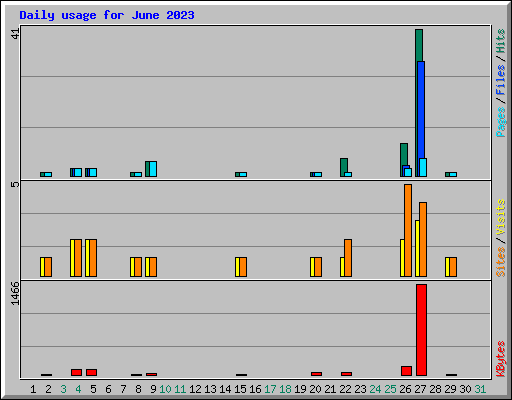 Daily usage for June 2023
41
Pages/Files/Hits
5
Sites/Visits
1466
KBytes
1 2 3 4 5 6 7 8 9 10 11 12 13 14 15 16 17 18 19 20 21 22 23 24 25 26 27 28 29 30 31